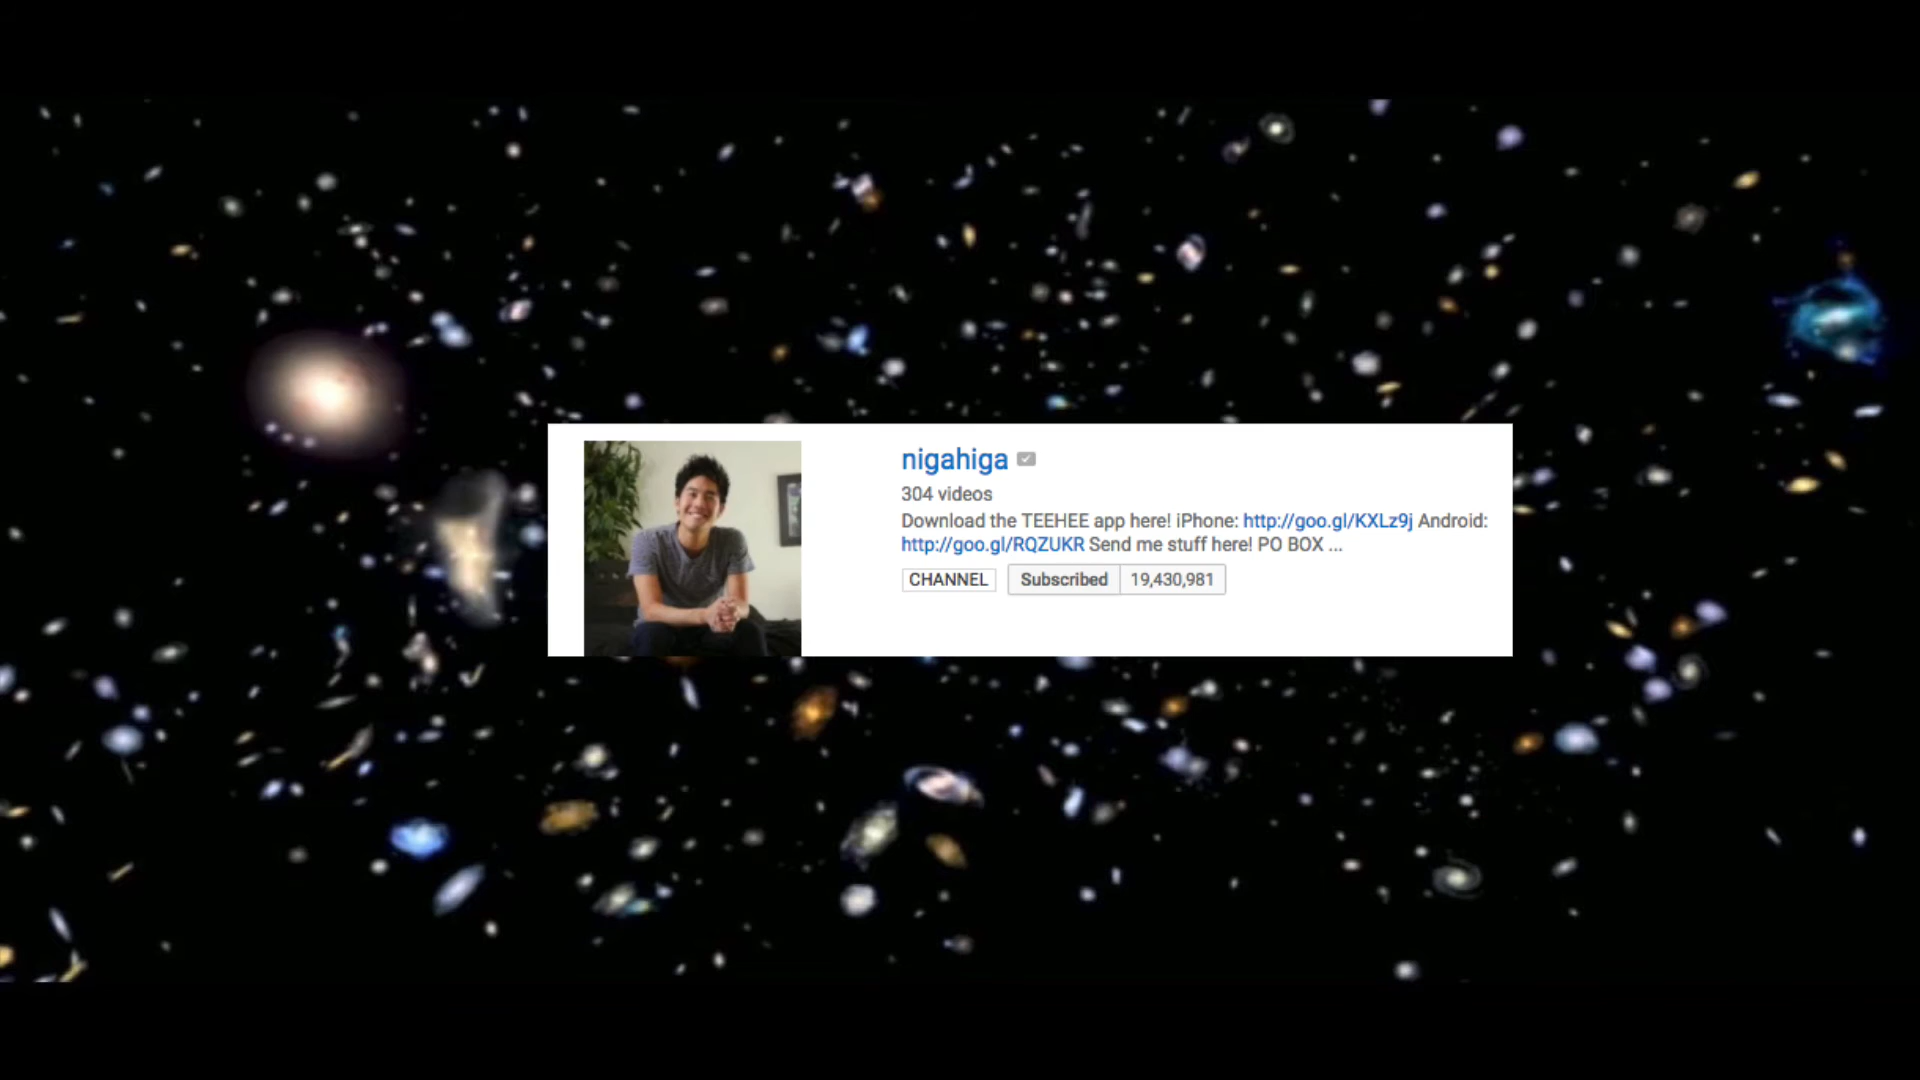 nigahiga
304 videos
Download the TEEHEE app here! iPhone: http://goo.gl/KXLz9j Android:
http://goo.gl/RQZUKR Send me stuff here! PO BOX ...
CHANNEL Subscribed 19,430,981